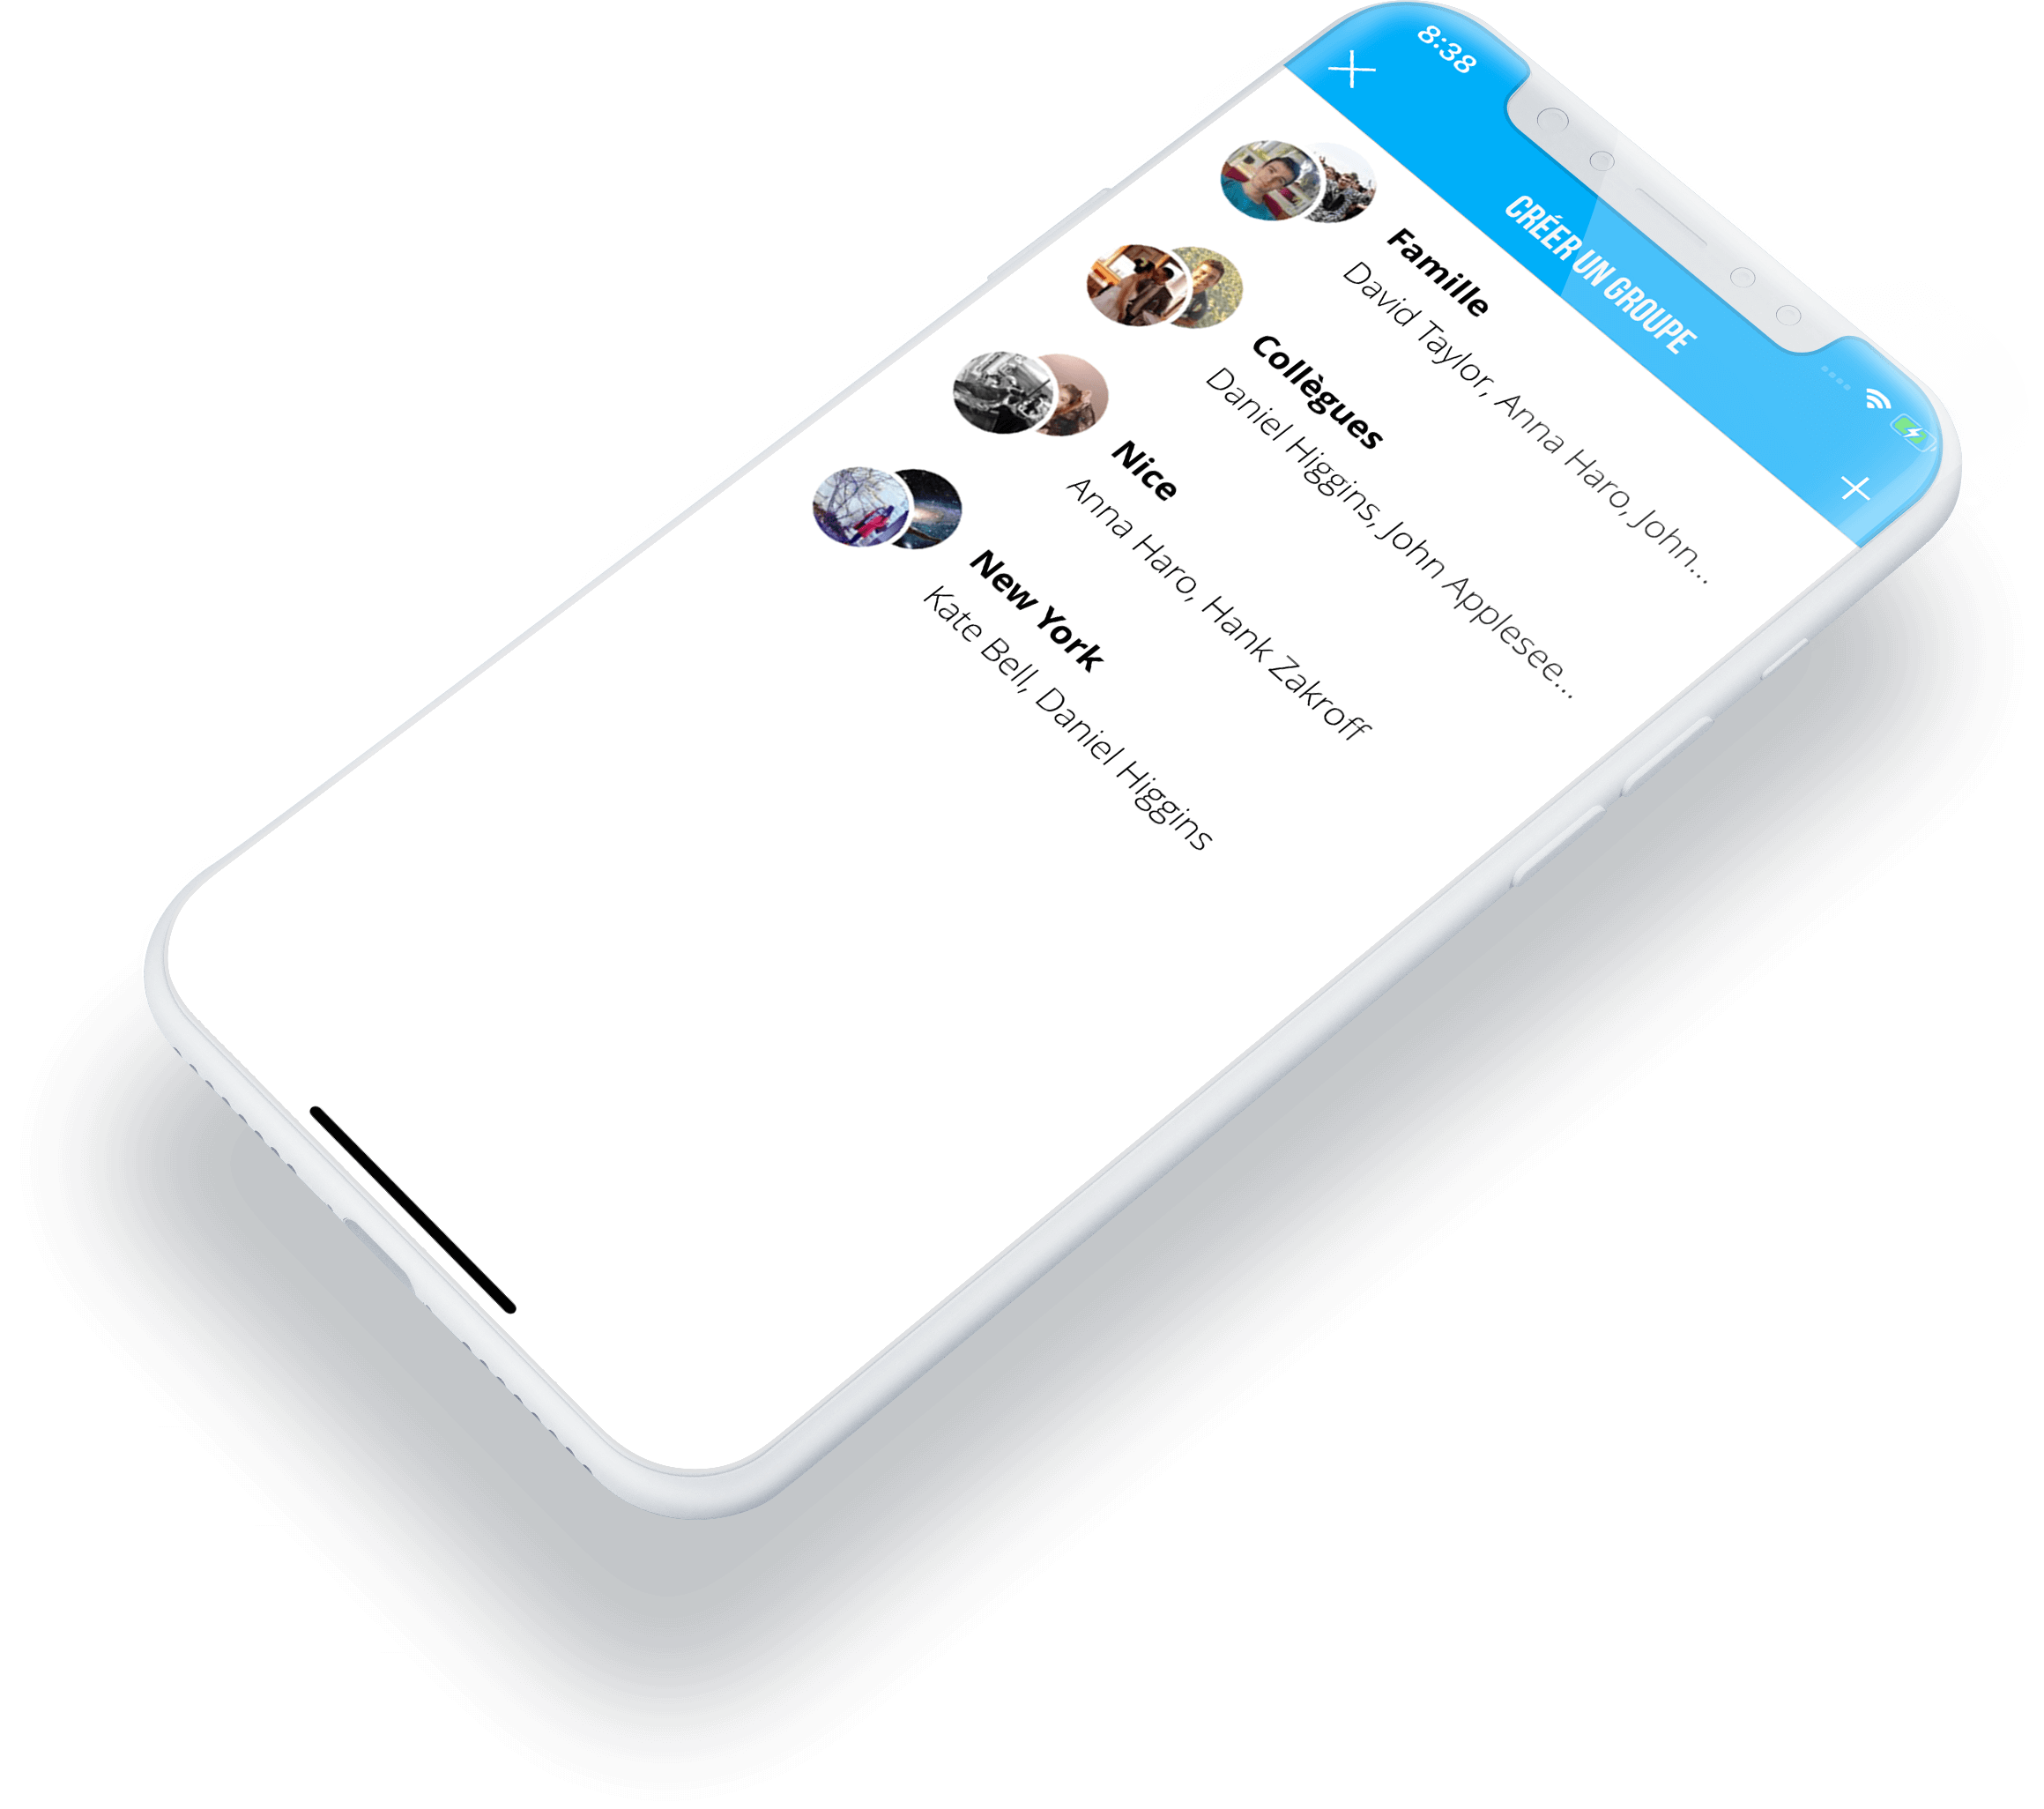 8:38
CRÉER UN GROUPE
Famille
David Taylor, Anna Haro, John...
Collègues
Daniel Higgins, John Applesee...
Nice
Anna Haro, Hank Zakroff
New York
Kate Bell, Daniel Higgins